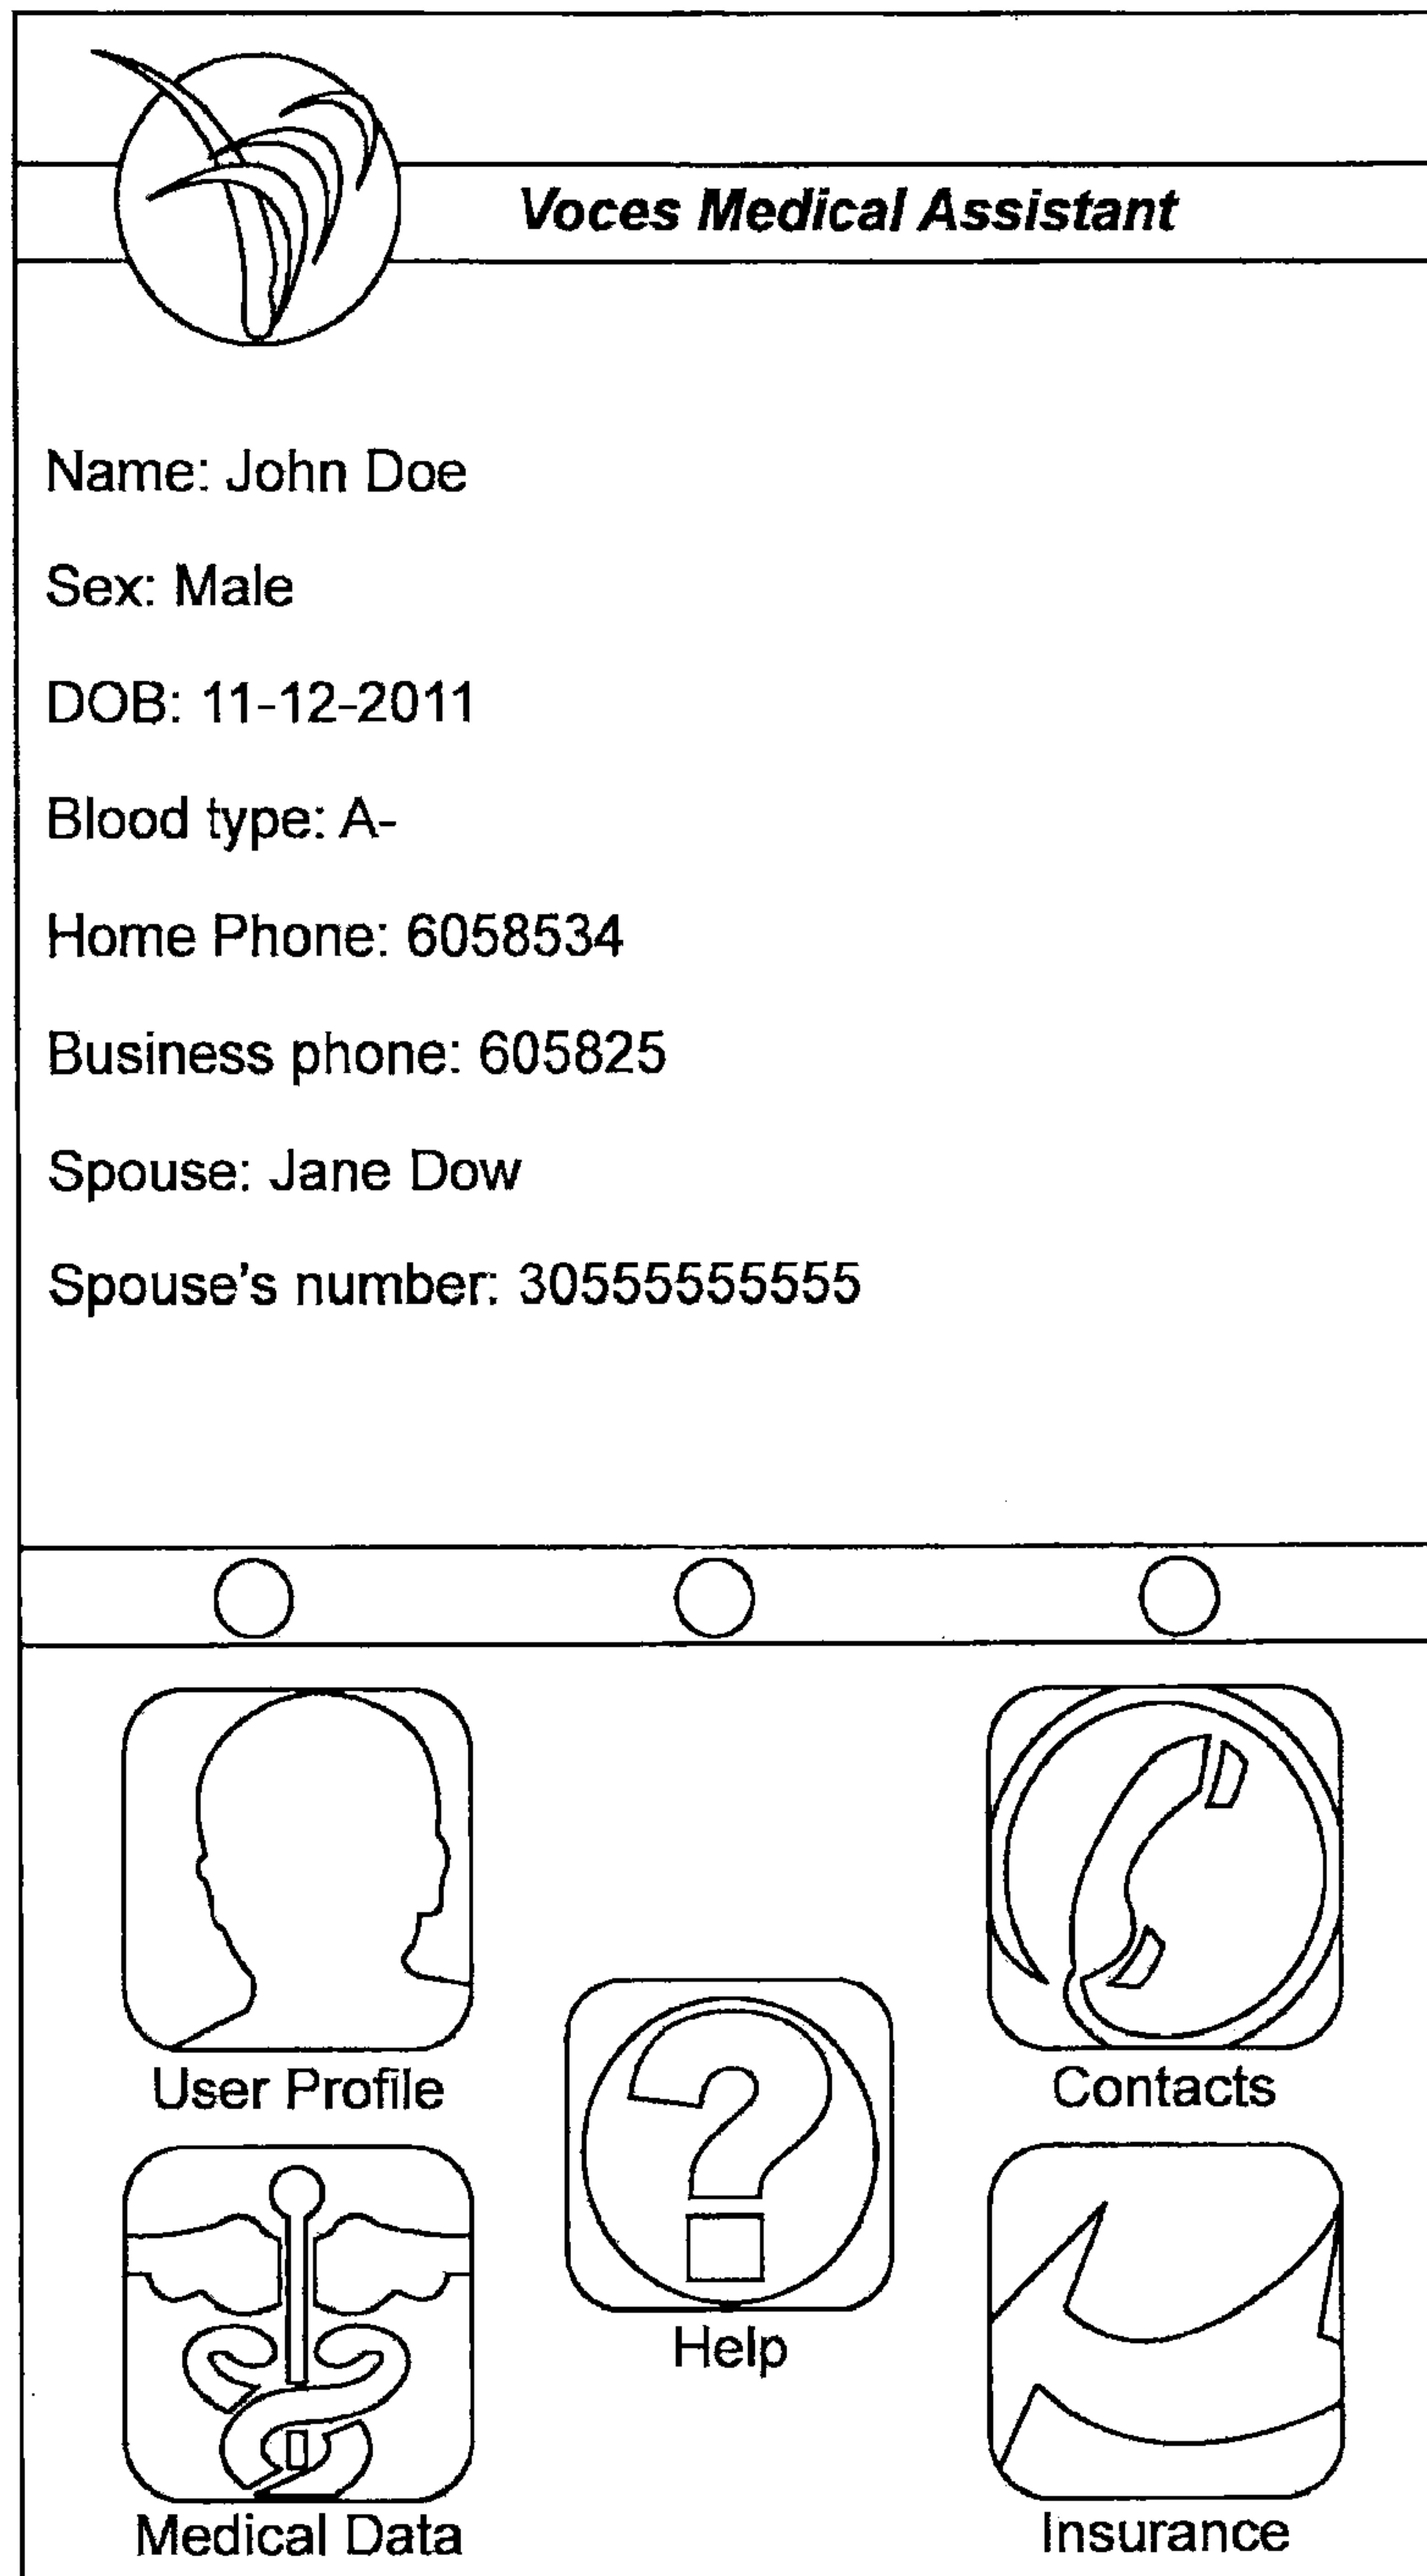 Voces Medical Assistant
Name: John Doe
Sex: Male
DOB: 11-12-2011
Blood type: A-
Home Phone: 6058534
Business phone: 605825
Spouse: Jane Dow
Spouse's number: 30555555555
User Profile
Contacts
?
Help
Medical Data
Insurance